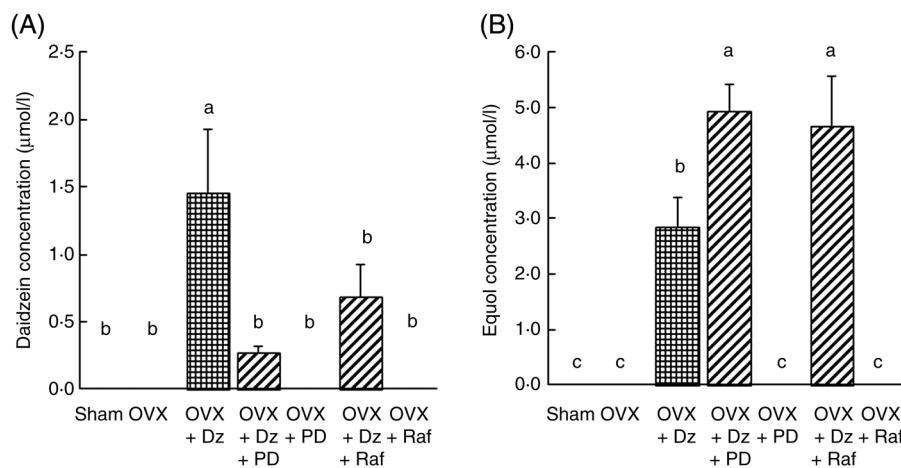 (A)
Daidzein concentration (µmol/l)
2·5
2·0
1·5
1·0
0·5
0·0
b
b
a
b
b
b
b
Sham OVX OVX OVX OVX OVX OVX
+ Dz + Dz + PD + Dz + Raf
+ PD + Raf
(B)
Equol concentration (µmol/l)
6·0
5·0
4·0
3·0
2·0
1·0
0·0
c
c
b
a
c
a
c
Sham OVX OVX OVX OVX OVX OVX
+ Dz + Dz + PD + Dz + Raf
+ PD + Raf